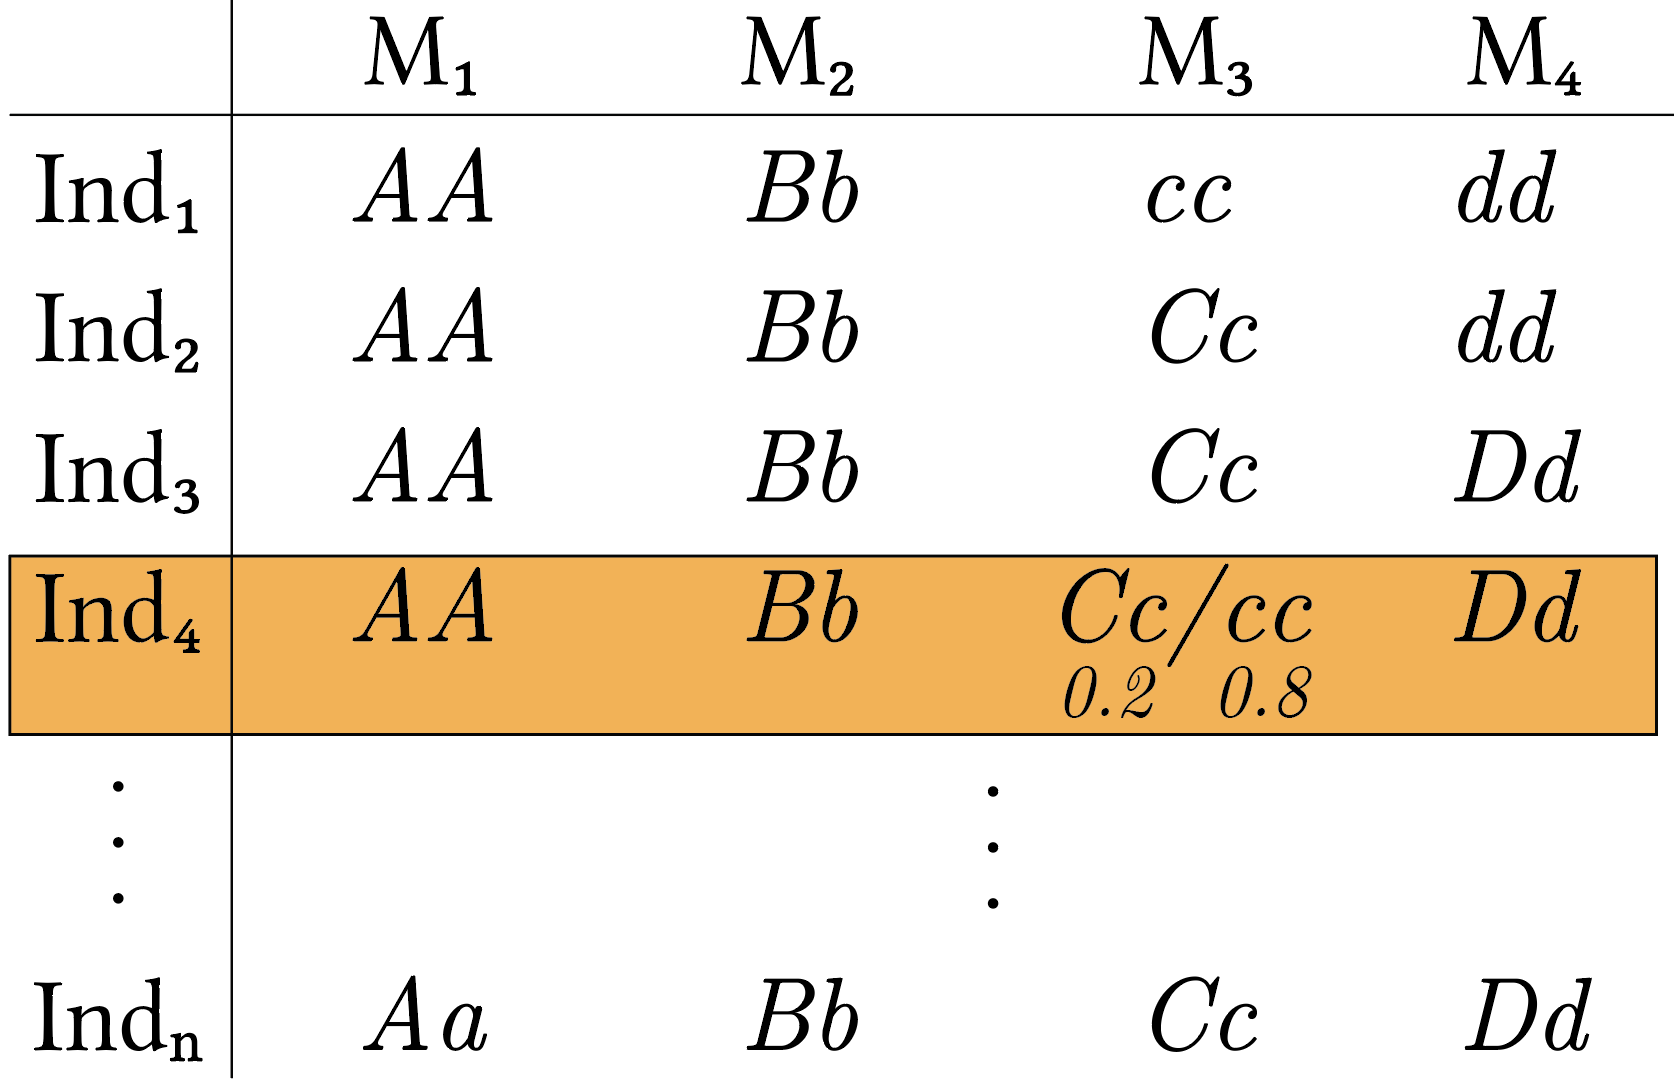 M₁ M₂ M₃ M₄
Ind₁ AA Bb cc dd
Ind₂ AA Bb Cc dd
Ind₃ AA Bb Cc Dd
Ind₄ AA Bb Cc/cc Dd
0.2 0.8
. .
. .
. .
Indₙ Aa Bb Cc Dd